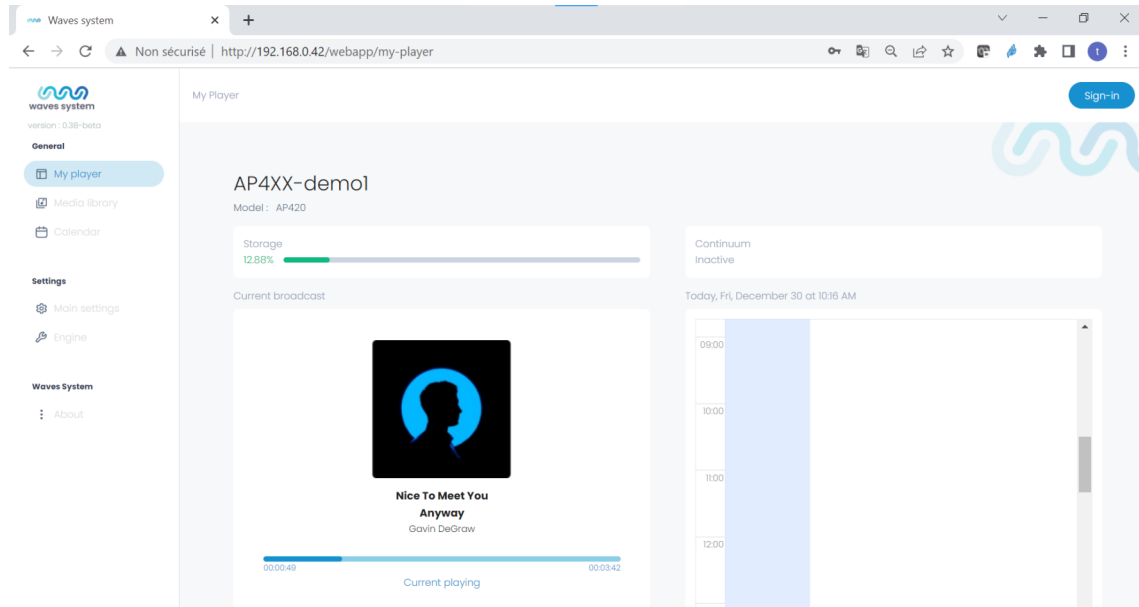 Waves system
Non sécurisé | http://192.168.0.42/webapp/my-player
t
waves system
version : 0.38-beta
General
My player
Media library
Calendar
Settings
Main settings
Engine
Waves System
About
My Player
Sign-in
AP4XX-demo1
Model : AP420
Storage
12.88%
Continuum
Inactive
Current broadcast
Nice To Meet You
Anyway
Gavin DeGraw
00:00:49
00:03:42
Current playing
Today, Fri, December 30 at 10:16 AM
09:00
10:00
11:00
12:00